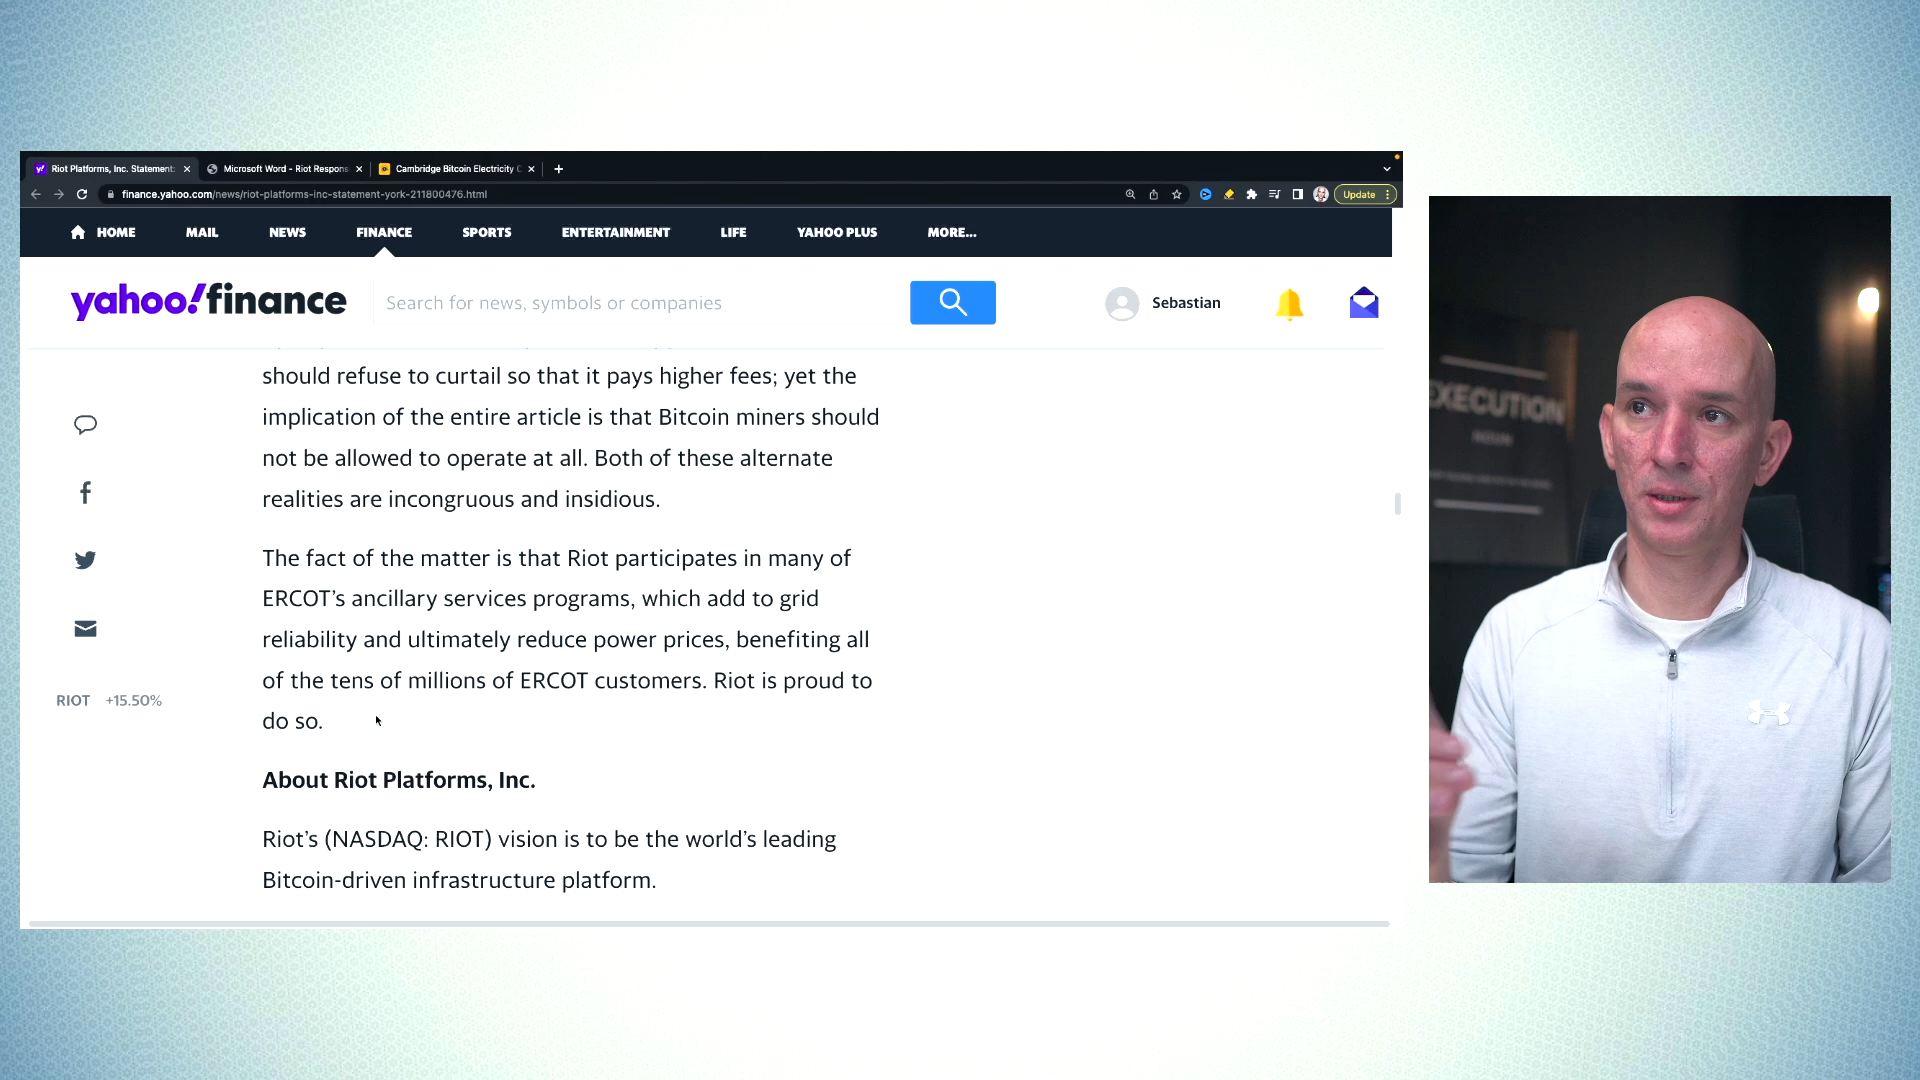 Riot Platforms, Inc. Statement:
Microsoft Word - Riot Respons
Cambridge Bitcoin Electricity C
finance.yahoo.com/news/riot-platforms-inc-statement-york-211800476.html
Update
HOME
MAIL
NEWS
FINANCE
SPORTS
ENTERTAINMENT
LIFE
YAHOO PLUS
MORE...
yahoo!finance
Search for news, symbols or companies
Sebastian
should refuse to curtail so that it pays higher fees; yet the
implication of the entire article is that Bitcoin miners should
not be allowed to operate at all. Both of these alternate
realities are incongruous and insidious.
The fact of the matter is that Riot participates in many of
ERCOT’s ancillary services programs, which add to grid
reliability and ultimately reduce power prices, benefiting all
of the tens of millions of ERCOT customers. Riot is proud to
do so.
RIOT +15.50%
About Riot Platforms, Inc.
Riot’s (NASDAQ: RIOT) vision is to be the world’s leading
Bitcoin-driven infrastructure platform.
EXECUTION
NOUN